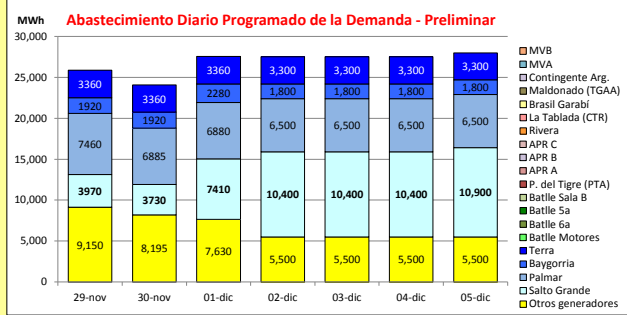 MWh Abastecimiento Diario Programado de la Demanda - Preliminar
30,000
25,000
20,000
15,000
10,000
5,000
0
3360 3360 3360 3,300 3,300 3,300 3,300
1920 1920 2280 1,800 1,800 1,800 1,800
7460 6885 6880 6,500 6,500 6,500 6,500
3970 3730 7410 10,400 10,400 10,400 10,900
9,150 8,195 7,630 5,500 5,500 5,500 5,500
29-nov 30-nov 01-dic 02-dic 03-dic 04-dic 05-dic
MVB
MVA
Contingente Arg.
Maldonado (TGAA)
Brasil Garabí
La Tablada (CTR)
Rivera
APR C
APR B
APR A
P. del Tigre (PTA)
Batlle Sala B
Batlle 5a
Batlle 6a
Batlle Motores
Terra
Baygorria
Palmar
Salto Grande
Otros generadores